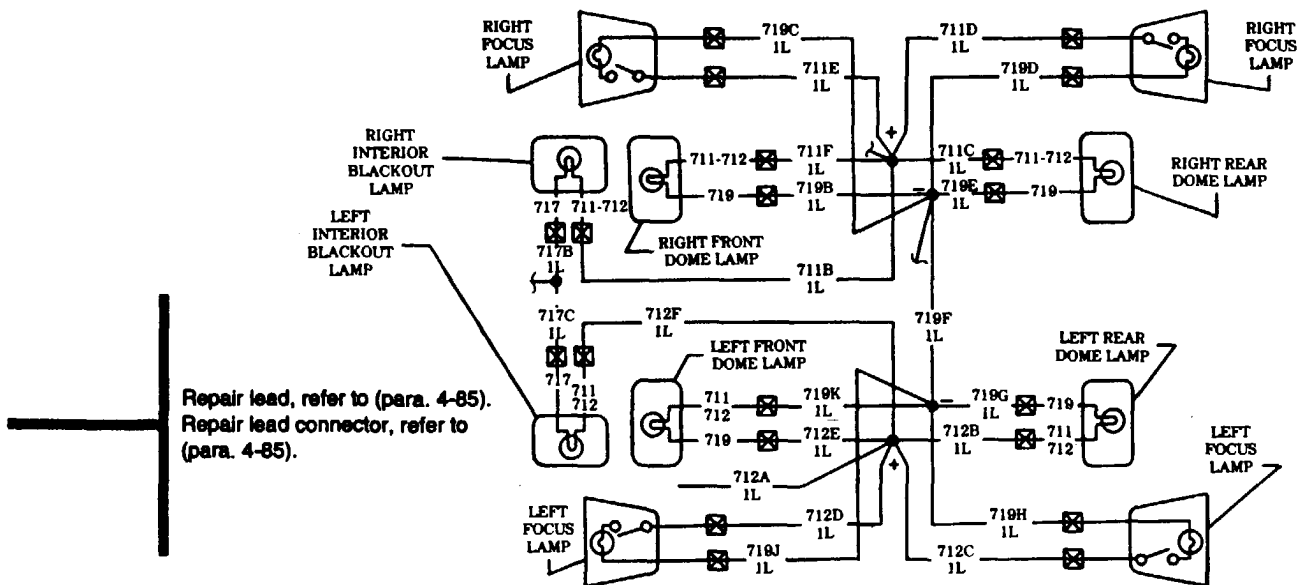 RIGHT
FOCUS
LAMP
719C
1L
711E
1L
711D
1L
719D
1L
RIGHT
FOCUS
LAMP
+
RIGHT
INTERIOR
BLACKOUT
LAMP
717
711-712
717B
1L
711-712
719
711F
1L
719B
1L
711C
1L
719E
1L
711-712
719
-
RIGHT REAR
DOME LAMP
RIGHT FRONT
DOME LAMP
LEFT
INTERIOR
BLACKOUT
LAMP
711B
1L
717C
1L
712F
1L
719F
1L
717
711
712
LEFT FRONT
DOME LAMP
LEFT REAR
DOME LAMP
Repair lead, refer to (para. 4-85).
Repair lead connector, refer to
(para. 4-85).
711
712
719
719K
1L
712E
1L
-
719G
1L
712B
1L
719
711
712
+
712A
1L
LEFT
FOCUS
LAMP
LEFT
FOCUS
LAMP
712D
1L
719J
1L
719H
1L
712C
1L